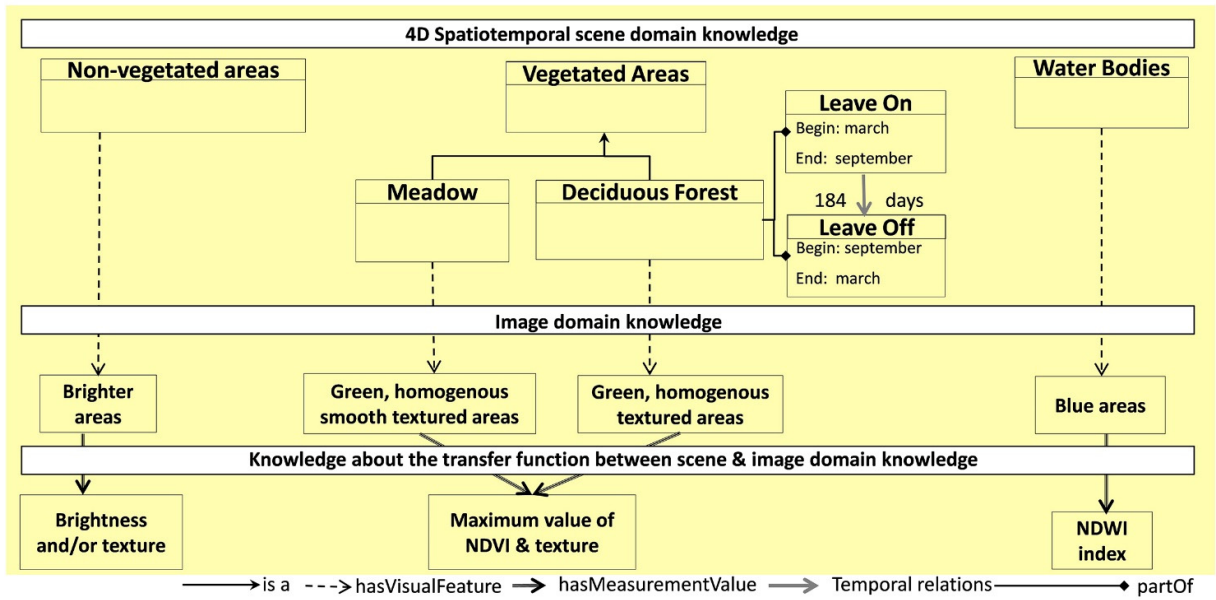 4D Spatiotemporal scene domain knowledge
Non-vegetated areas
Vegetated Areas
Water Bodies
Leave On
Begin: march
End: september
184 days
Leave Off
Begin: september
End: march
Meadow
Deciduous Forest
Image domain knowledge
Brighter
areas
Green, homogenous
smooth textured areas
Green, homogenous
textured areas
Blue areas
Knowledge about the transfer function between scene & image domain knowledge
Brightness
and/or texture
Maximum value of
NDVI & texture
NDWI
index
is a hasVisualFeature hasMeasurementValue Temporal relations partOf